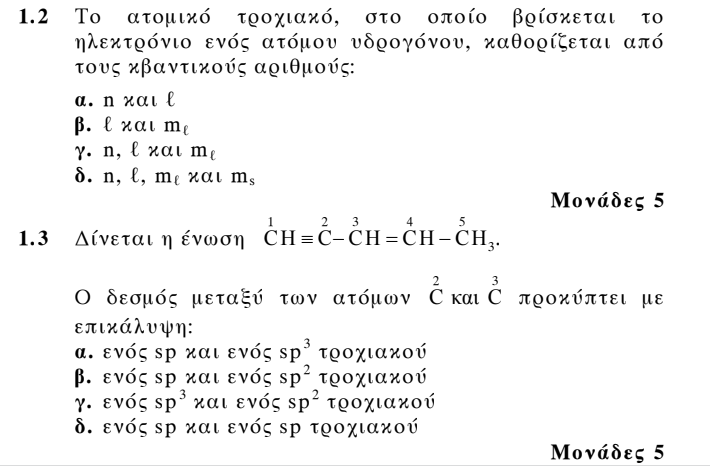 1.2 Το ατομικό τροχιακό, στο οποίο βρίσκεται το
ηλεκτρόνιο ενός ατόμου υδρογόνου, καθορίζεται από
τους κβαντικούς αριθμούς:
α. n και ℓ
β. ℓ και mℓ
γ. n, ℓ και mℓ
δ. n, ℓ, mℓ και ms
Μονάδες 5
1 2 3 4 5
1.3 Δίνεται η ένωση CH ≡ C – CH = CH – CH₃.
2 3
Ο δεσμός μεταξύ των ατόμων C και C προκύπτει με
επικάλυψη:
α. ενός sp και ενός sp³ τροχιακού
β. ενός sp και ενός sp² τροχιακού
γ. ενός sp³ και ενός sp² τροχιακού
δ. ενός sp και ενός sp τροχιακού
Μονάδες 5